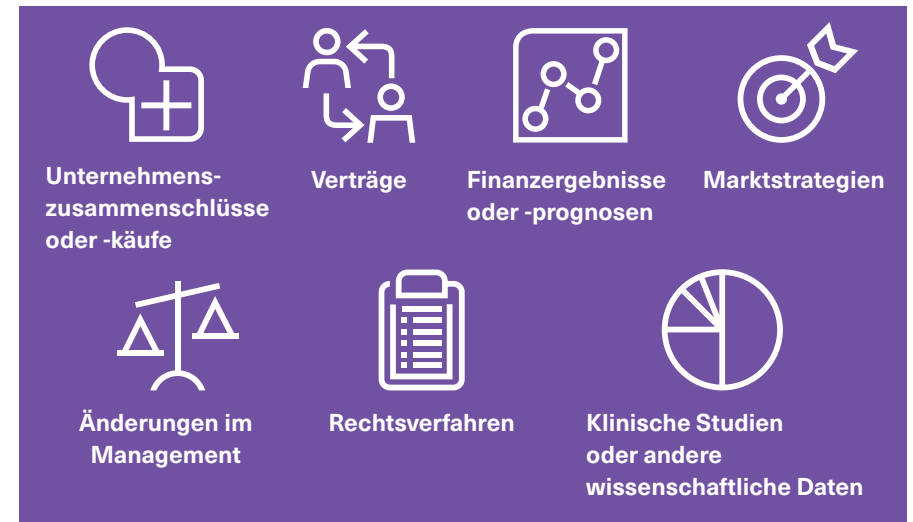 Unternehmens-
zusammenschlüsse
oder -käufe
Verträge
Finanzergebnisse
oder -prognosen
Marktstrategien
Änderungen im
Management
Rechtsverfahren
Klinische Studien
oder andere
wissenschaftliche Daten